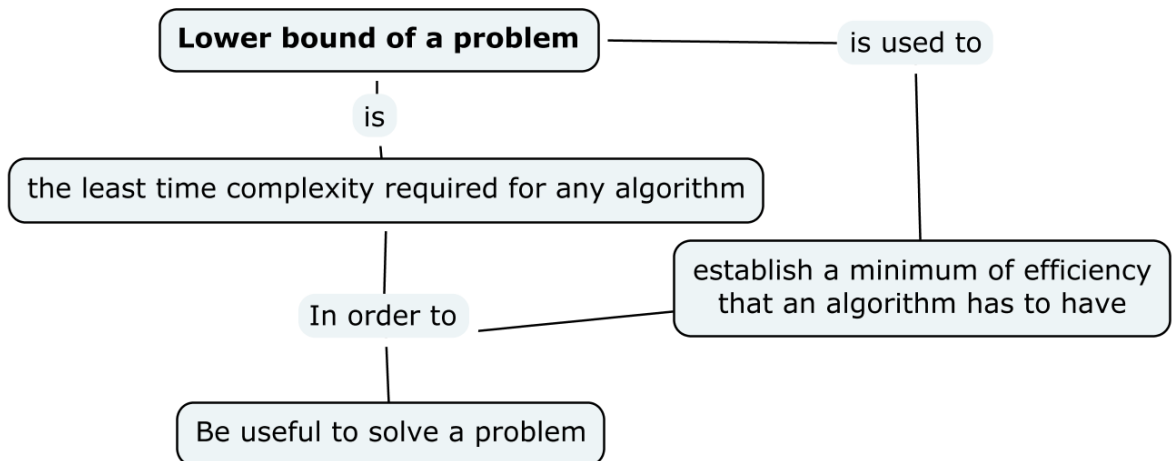 Lower bound of a problem
is used to
is
the least time complexity required for any algorithm
establish a minimum of efficiency
that an algorithm has to have
In order to
Be useful to solve a problem